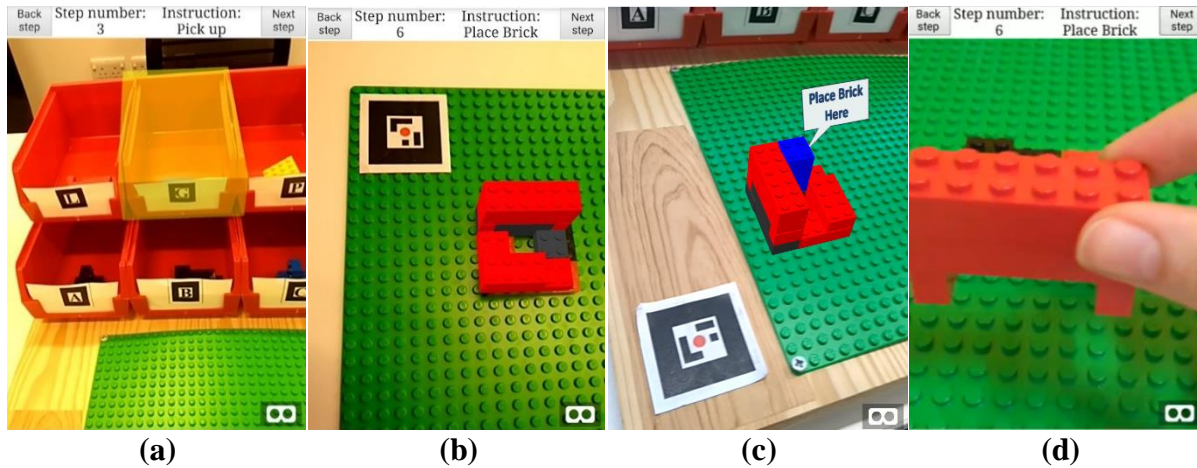 Back
step
Step number:
3
Instruction:
Pick up
Next
step
L
G
P
A
B
C
(a)
Back
step
Step number:
6
Instruction:
Place Brick
Next
step
(b)
A
B
C
Place Brick
Here
(c)
Back
step
Step number:
6
Instruction:
Place Brick
Next
step
(d)